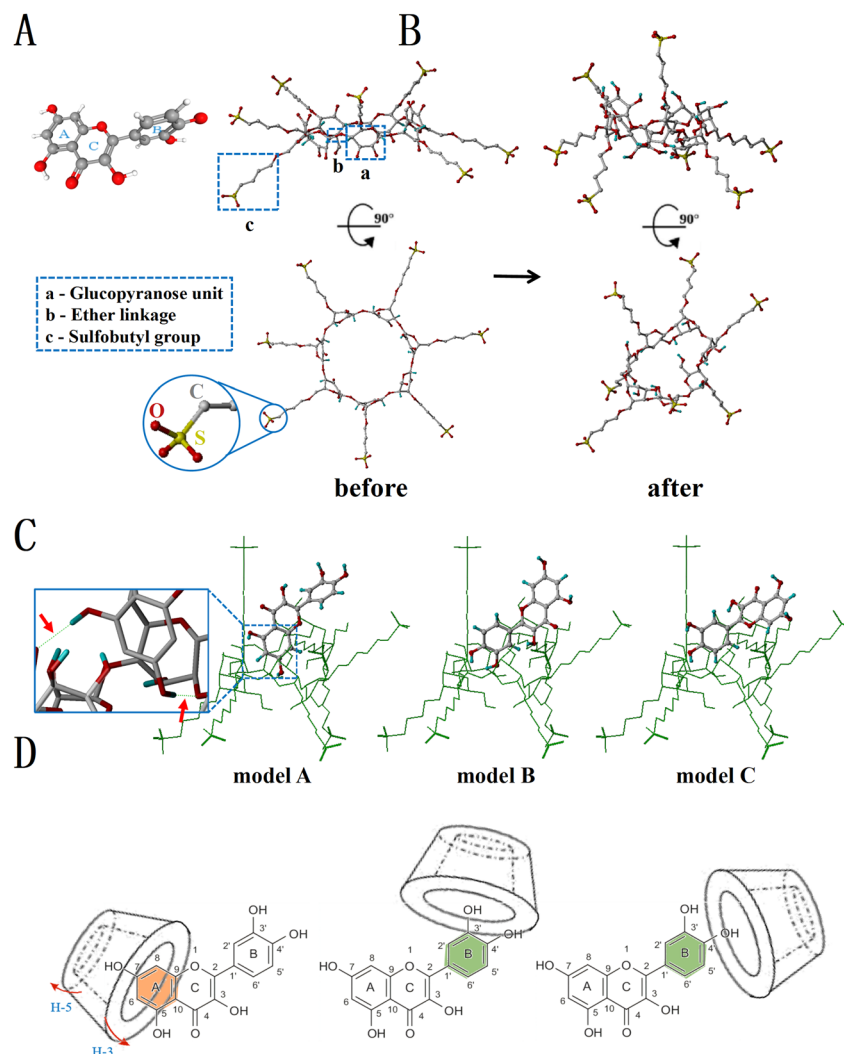 A
B
A
C
B
b
a
c
90°
90°
a - Glucopyranose unit
b - Ether linkage
c - Sulfobutyl group
C
O
S
before
after
C
model A
model B
model C
D
OH
3'
OH
2'
4'
8
1
HO
7
9
O
2
1'
5'
A
C
B
6'
6
10
3
5
4
OH
OH
O
H-5
H-3
OH
3'
OH
2'
4'
8
1
HO
7
9
O
2
1'
5'
A
C
B
6'
6
10
3
5
4
OH
OH
O
OH
3'
OH
2'
4'
8
1
HO
7
9
O
2
1'
5'
A
C
B
6'
6
10
3
5
4
OH
OH
O